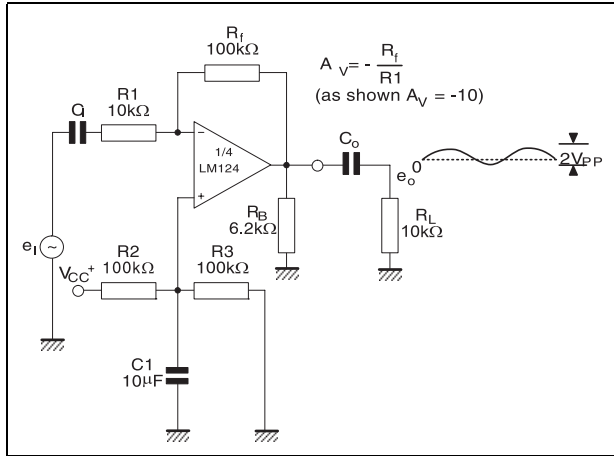 Rf
100kΩ
A V = - Rf
R1
(as shown AV = -10)
CI
R1
10kΩ
1/4
LM124
Co
0
eo
2VPP
RB
6.2kΩ
RL
10kΩ
eI
~
VCC+
R2
100kΩ
R3
100kΩ
C1
10µF